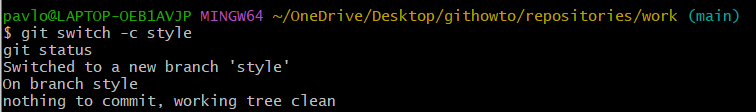 pavlo@LAPTOP-OEB1AVJP MINGW64 ~/OneDrive/Desktop/githowto/repositories/work (main)
$ git switch -c style
git status
Switched to a new branch 'style'
On branch style
nothing to commit, working tree clean